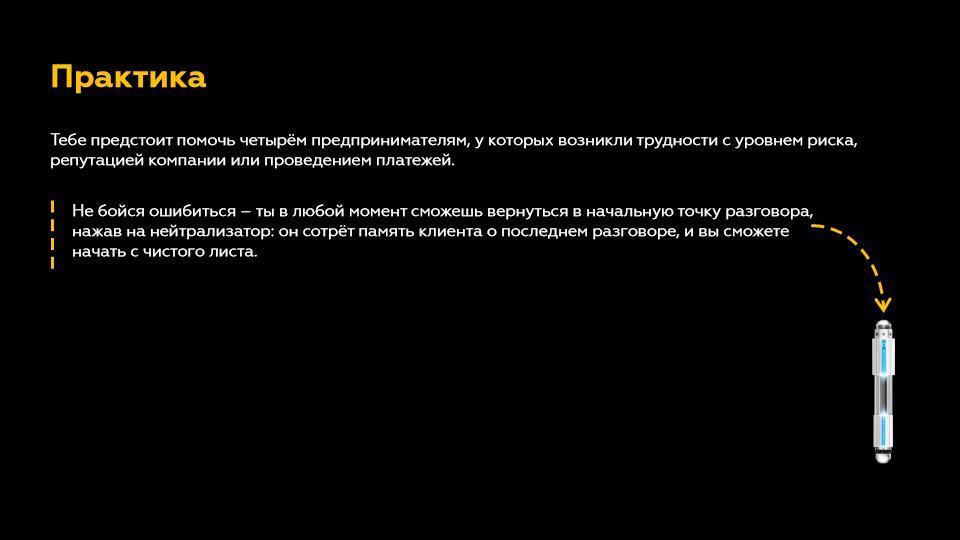 Практика
Тебе предстоит помочь четырём предпринимателям, у которых возникли трудности с уровнем риска,
репутацией компании или проведением платежей.
Не бойся ошибиться – ты в любой момент сможешь вернуться в начальную точку разговора,
нажав на нейтрализатор: он сотрёт память клиента о последнем разговоре, и вы сможете
начать с чистого листа.